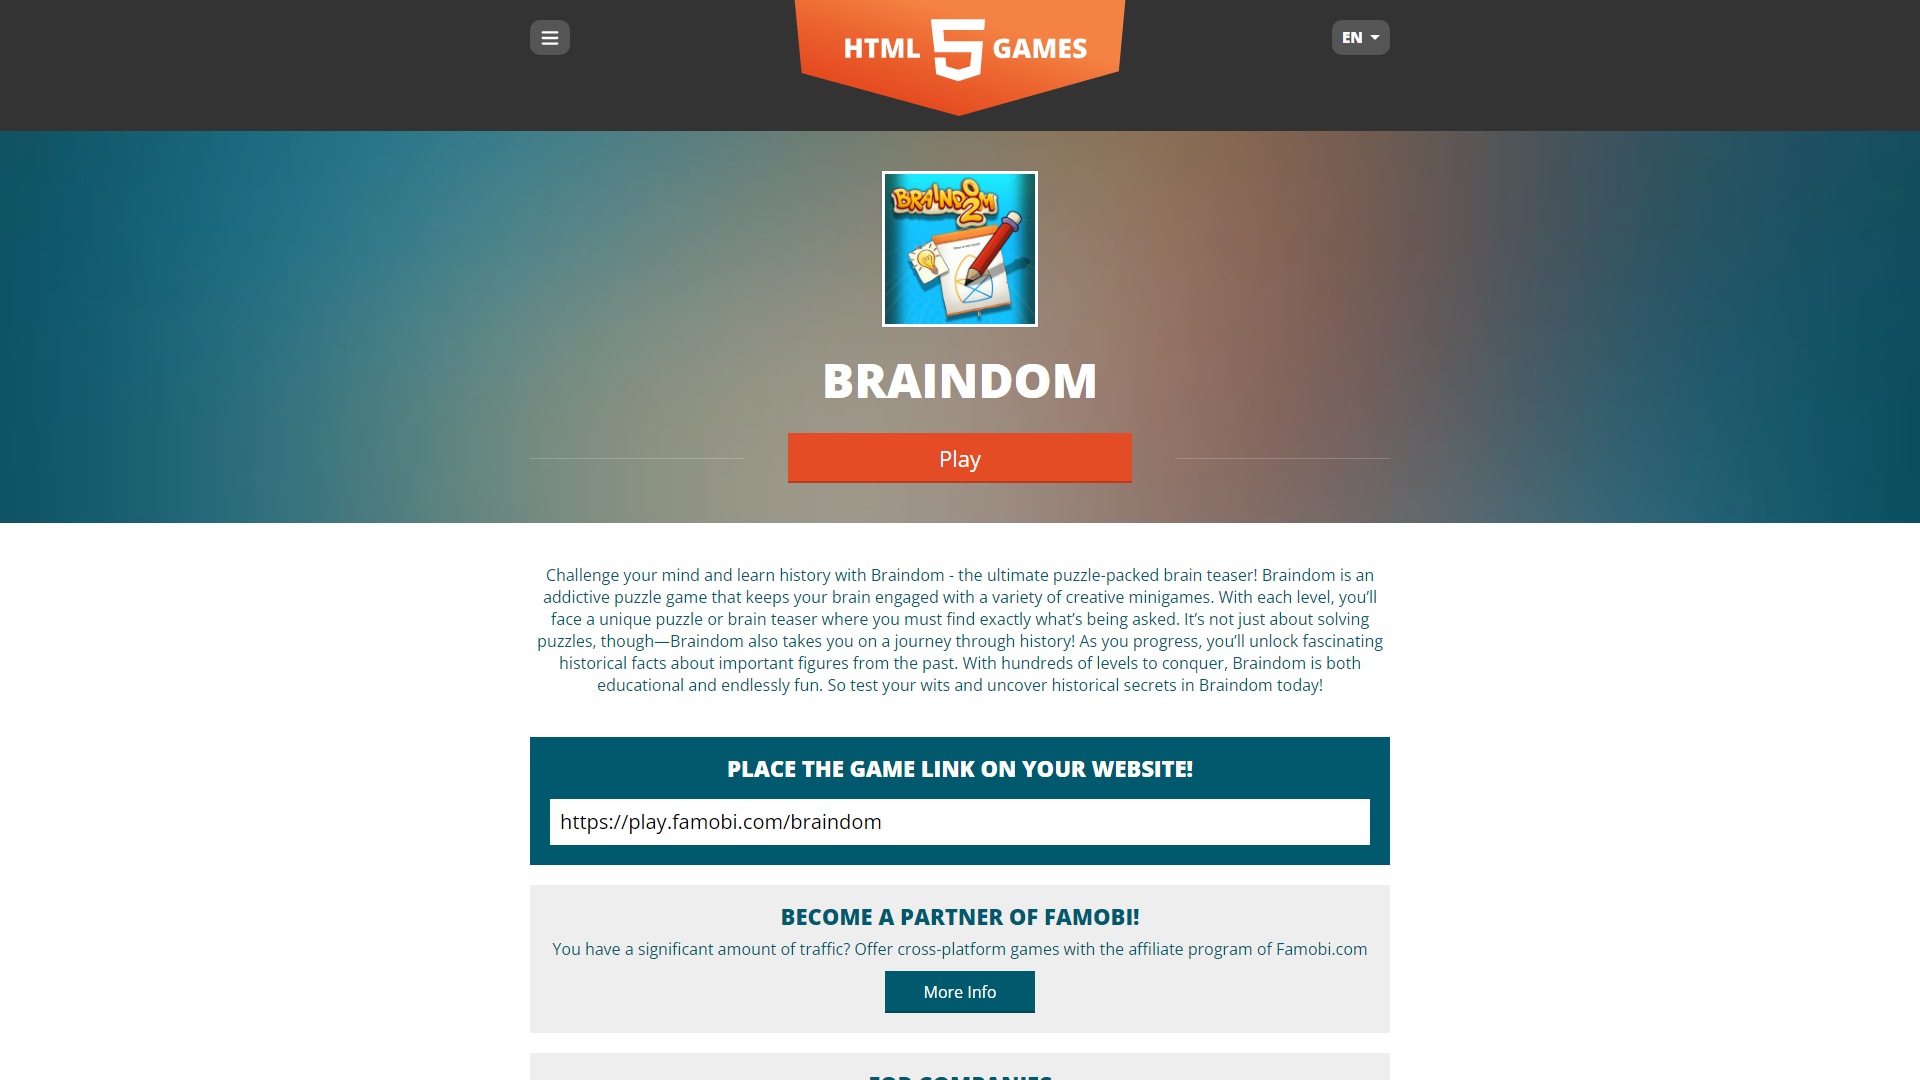 HTML 5 GAMES
EN
BRAINDOM 2
BRAINDOM
Play
Challenge your mind and learn history with Braindom - the ultimate puzzle-packed brain teaser! Braindom is an
addictive puzzle game that keeps your brain engaged with a variety of creative minigames. With each level, you’ll
face a unique puzzle or brain teaser where you must find exactly what’s being asked. It’s not just about solving
puzzles, though—Braindom also takes you on a journey through history! As you progress, you’ll unlock fascinating
historical facts about important figures from the past. With hundreds of levels to conquer, Braindom is both
educational and endlessly fun. So test your wits and uncover historical secrets in Braindom today!
PLACE THE GAME LINK ON YOUR WEBSITE!
https://play.famobi.com/braindom
BECOME A PARTNER OF FAMOBI!
You have a significant amount of traffic? Offer cross-platform games with the affiliate program of Famobi.com
More Info
FOR COMPANIES